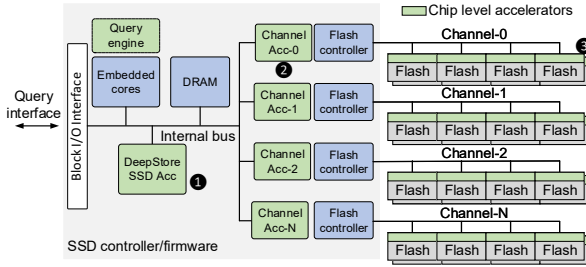 Chip level accelerators
Query
engine
Embedded
cores
DRAM
Query
interface
Block I/O Interface
Internal bus
DeepStore
SSD Acc
1
SSD controller/firmware
Channel
Acc-0
Flash
controller
2
Channel-0
3
Flash Flash Flash Flash
Channel
Acc-1
Flash
controller
Channel-1
Flash Flash Flash Flash
Channel
Acc-2
Flash
controller
Channel-2
Flash Flash Flash Flash
Channel
Acc-N
Flash
controller
Channel-N
Flash Flash Flash Flash